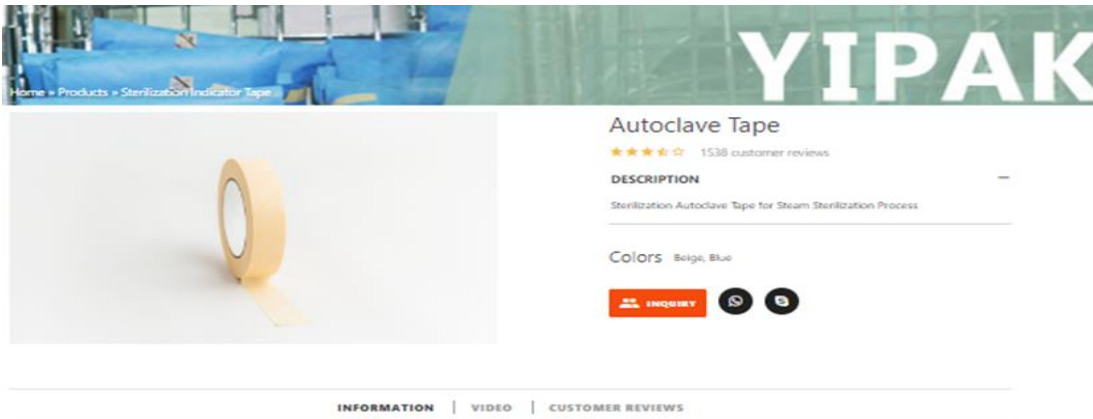 YIPAK
Home » Products » Sterilization Indicator Tape
Autoclave Tape
1538 customer reviews
DESCRIPTION
Sterilization Autoclave Tape for Steam Sterilization Process
Colors Beige, Blue
INQUIRY
INFORMATION | VIDEO | CUSTOMER REVIEWS